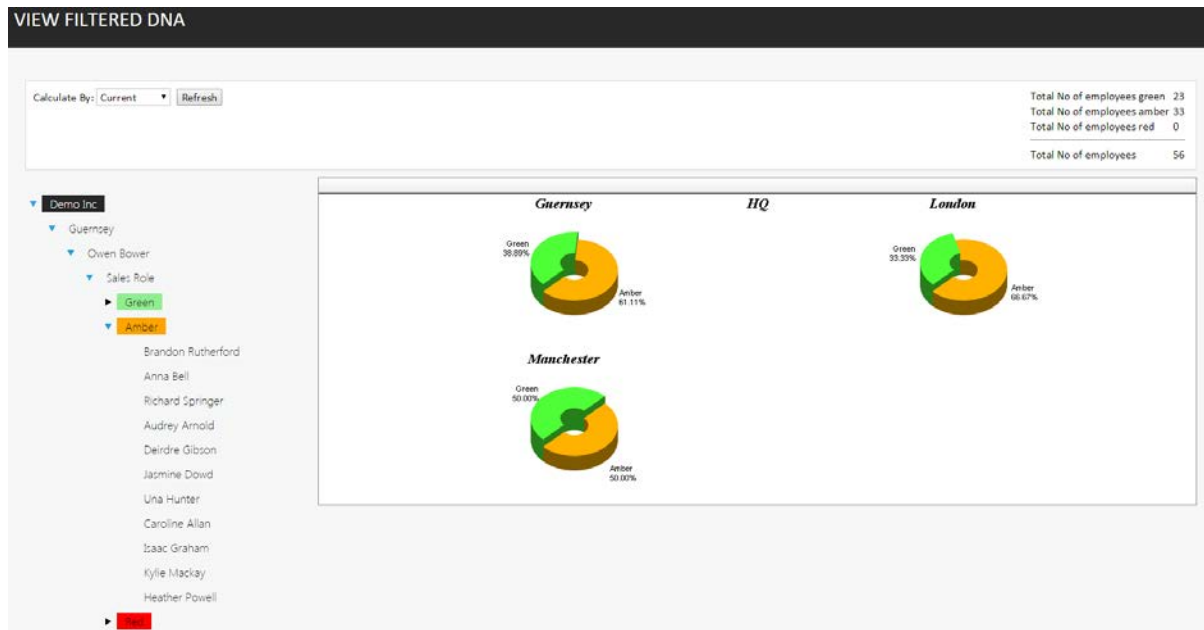 VIEW FILTERED DNA
Calculate By: Current Refresh
Total No of employees green 23
Total No of employees amber 33
Total No of employees red 0
Total No of employees 56
Demo Inc
Guernsey
Owen Bower
Sales Role
Green
Amber
Brandon Rutherford
Anna Bell
Richard Springer
Audrey Arnold
Deirdre Gibson
Jasmine Dowd
Una Hunter
Caroline Allan
Isaac Graham
Kylie Mackay
Heather Powell
Red
Guernsey HQ London
Green
38.89%
Amber
61.11%
Green
33.33%
Amber
66.67%
Manchester
Green
50.00%
Amber
50.00%